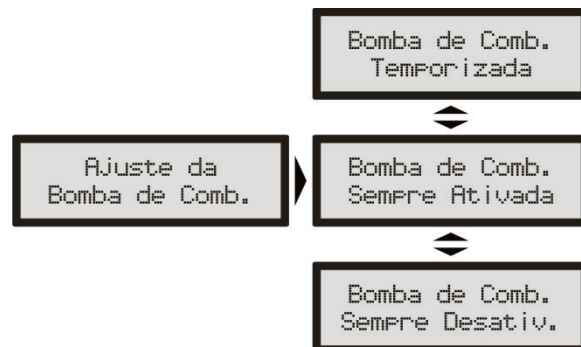 Bomba de Comb.
Temporizada
Ajuste da
Bomba de Comb.
Bomba de Comb.
Sempre Ativada
Bomba de Comb.
Sempre Desativ.